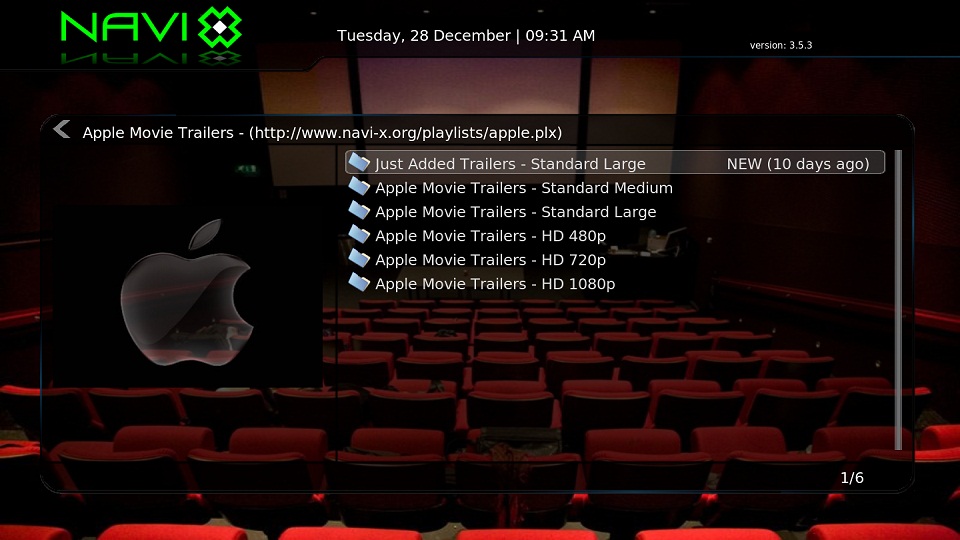 NAVI X
Tuesday, 28 December | 09:31 AM
version: 3.5.3
Apple Movie Trailers - (http://www.navi-x.org/playlists/apple.plx)
Just Added Trailers - Standard Large NEW (10 days ago)
Apple Movie Trailers - Standard Medium
Apple Movie Trailers - Standard Large
Apple Movie Trailers - HD 480p
Apple Movie Trailers - HD 720p
Apple Movie Trailers - HD 1080p
1/6